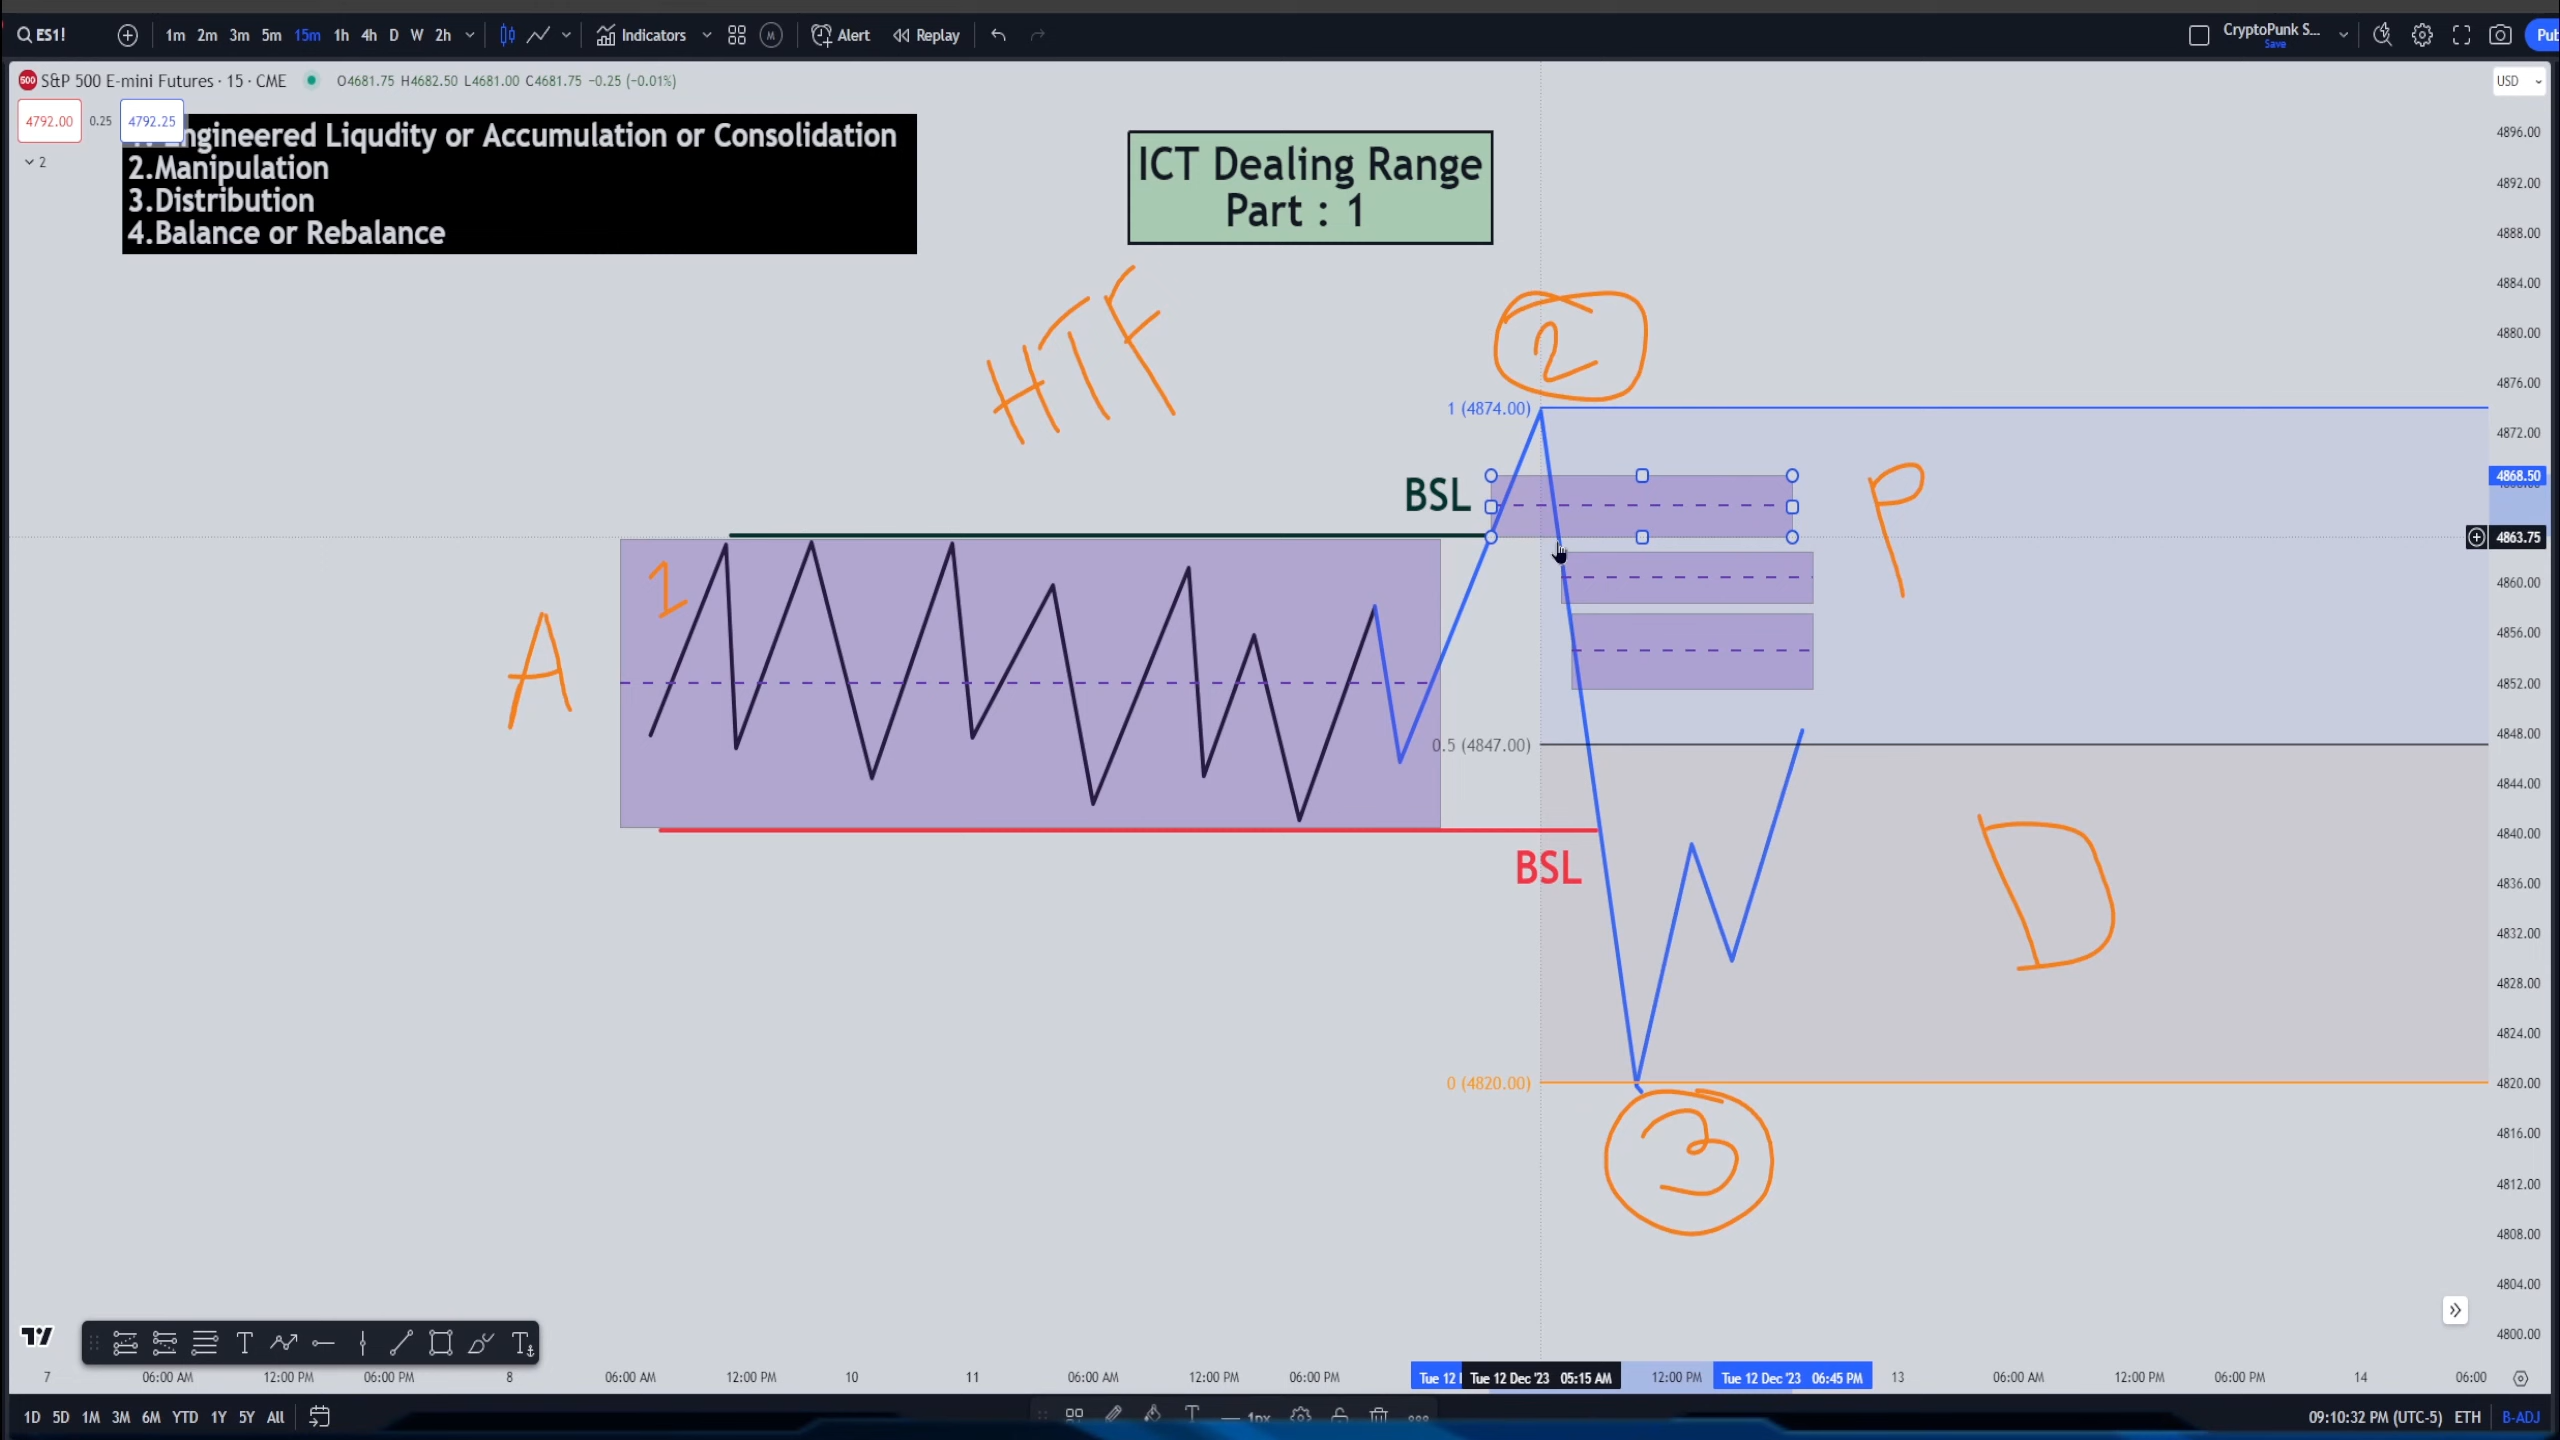 ES1!
1m 2m 3m 5m 15m 1h 4h D W 2h
Indicators
Alert
Replay
CryptoPunk S...
Save
S&P 500 E-mini Futures · 15 · CME
O4681.75 H4682.50 L4681.00 C4681.75 −0.25 (−0.01%)
USD
4792.00 0.25 4792.25
2
ngineered Liqudity or Accumulation or Consolidation
2.Manipulation
3.Distribution
4.Balance or Rebalance
ICT Dealing Range
Part : 1
HTF
2
1 (4874.00)
BSL
P
1
A
0.5 (4847.00)
BSL
D
0 (4820.00)
3
4896.00
4892.00
4888.00
4884.00
4880.00
4876.00
4872.00
4868.50
4863.75
4860.00
4856.00
4852.00
4848.00
4844.00
4840.00
4836.00
4832.00
4828.00
4824.00
4820.00
4816.00
4812.00
4808.00
4804.00
4800.00
7 06:00 AM 12:00 PM 06:00 PM 8 06:00 AM 12:00 PM 10 11 06:00 AM 12:00 PM 06:00 PM Tue 12 Tue 12 Dec '23 05:15 AM 12:00 PM Tue 12 Dec '23 06:45 PM 13 06:00 AM 12:00 PM 06:00 PM 14 06:00
1D 5D 1M 3M 6M YTD 1Y 5Y All
1px
09:10:32 PM (UTC-5) ETH B-ADJ